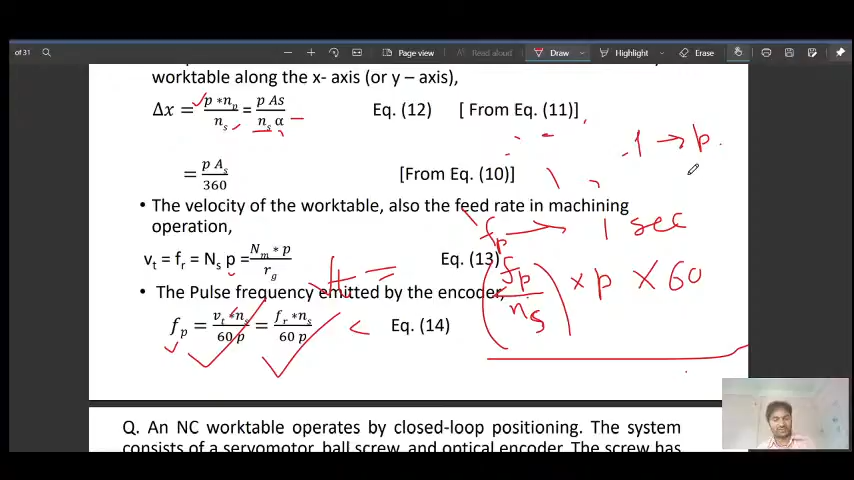 of 31
Page view
Read aloud
Draw
Highlight
Erase
worktable along the x- axis (or y – axis),
Δx = p *n_p / n_s = p As / n_s α Eq. (12) [ From Eq. (11)],
1 → p
= p A_s / 360 [From Eq. (10)]
• The velocity of the worktable, also the feed rate in machining
operation,
f_p → 1 sec
v_t = f_r = N_s p = N_m * p / r_g Eq. (13)
(f_p / n_s) × p × 60
• The Pulse frequency emitted by the encoder,
f_p = v_t *n_s / 60 p = f_r *n_s / 60 p Eq. (14)
Q. An NC worktable operates by closed-loop positioning. The system
consists of a servomotor, ball screw, and optical encoder. The screw has